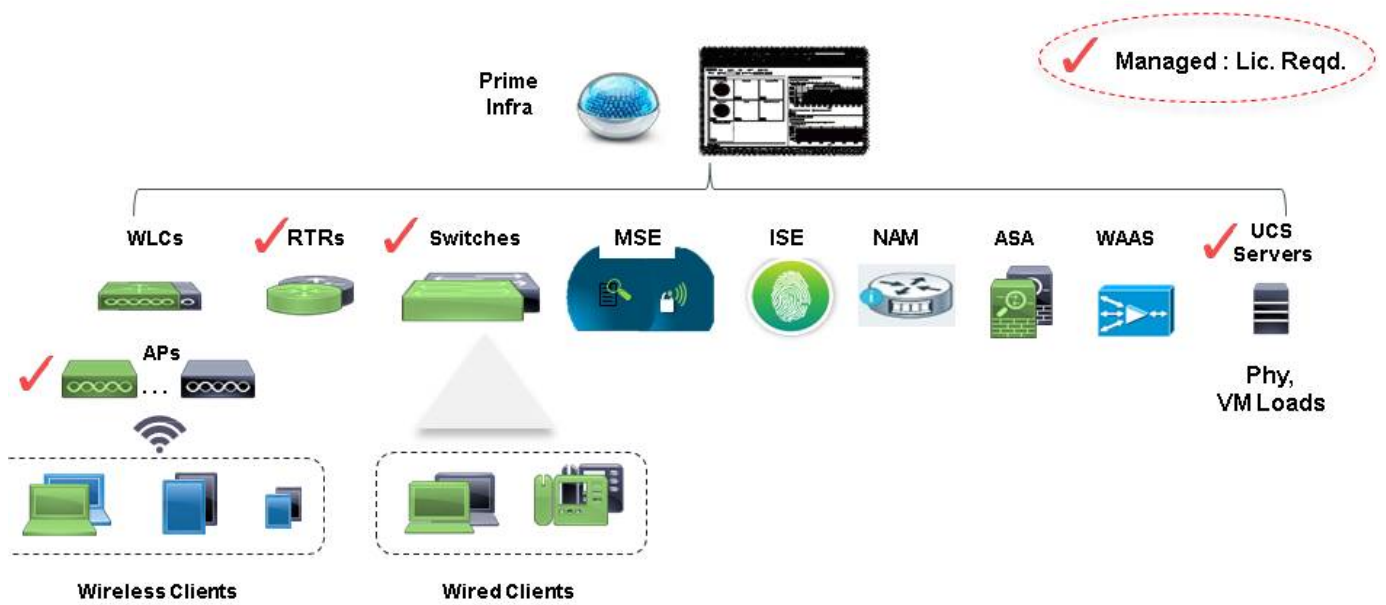 Prime
Infra
Managed : Lic. Reqd.
WLCs
RTRs
Switches
MSE
ISE
NAM
ASA
WAAS
UCS
Servers
APs
...
Phy,
VM Loads
Wireless Clients
Wired Clients